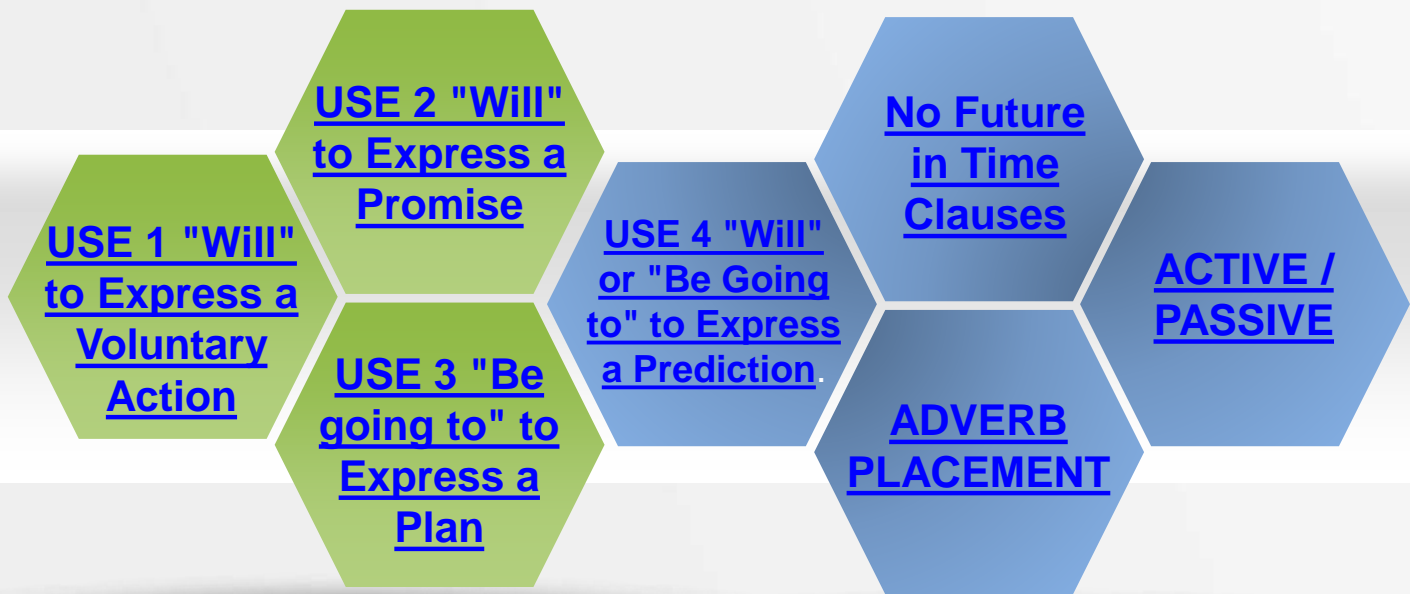 USE 1 "Will"
to Express a
Voluntary
Action
USE 2 "Will"
to Express a
Promise
USE 3 "Be
going to" to
Express a
Plan
USE 4 "Will"
or "Be Going
to" to Express
a Prediction.
No Future
in Time
Clauses
ADVERB
PLACEMENT
ACTIVE /
PASSIVE